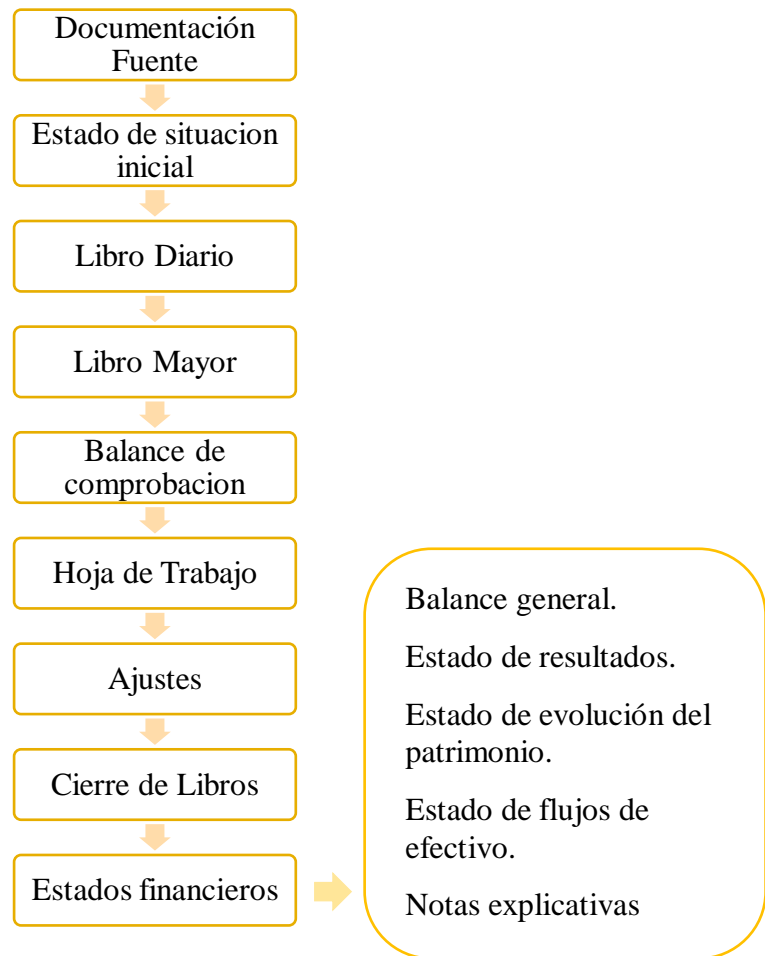 Documentación
Fuente
Estado de situacion
inicial
Libro Diario
Libro Mayor
Balance de
comprobacion
Hoja de Trabajo
Ajustes
Cierre de Libros
Estados financieros
Balance general.
Estado de resultados.
Estado de evolución del
patrimonio.
Estado de flujos de
efectivo.
Notas explicativas